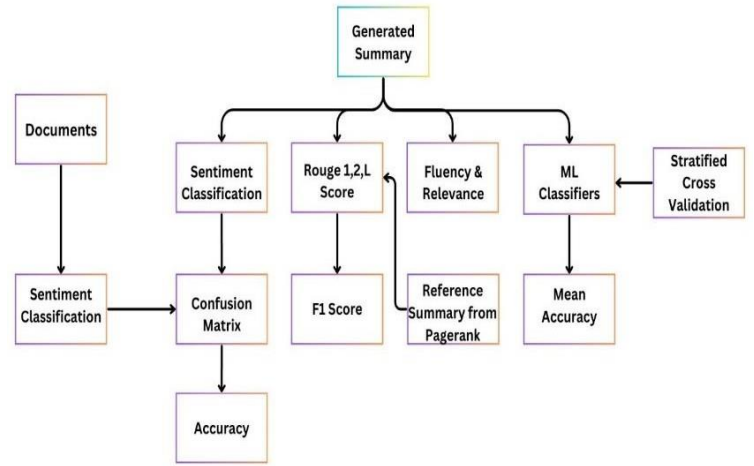 Generated
Summary
Documents
Sentiment
Classification
Rouge 1,2,L
Score
Fluency &
Relevance
ML
Classifiers
Stratified
Cross
Validation
Sentiment
Classification
Confusion
Matrix
F1 Score
Reference
Summary from
Pagerank
Mean
Accuracy
Accuracy